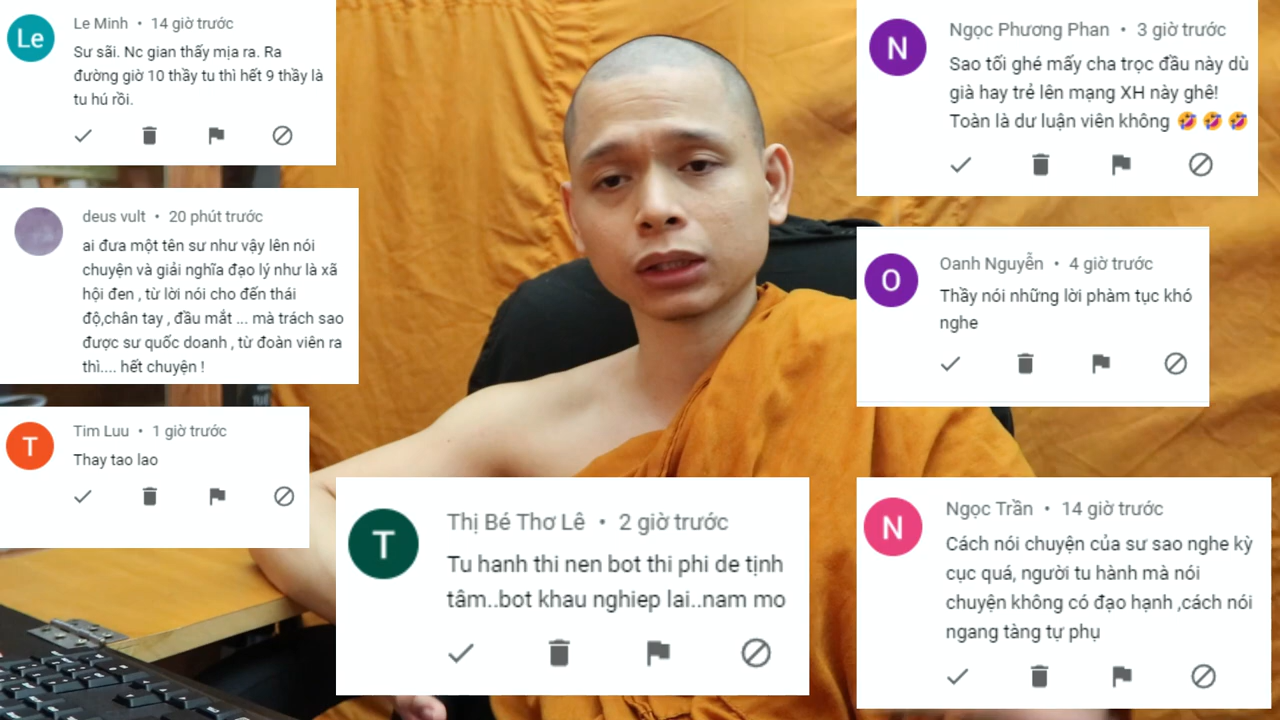 Le
Le Minh • 14 giờ trước
Sư sãi. Nc gian thấy mịa ra. Ra
đường giờ 10 thầy tu thì hết 9 thầy là
tu hú rồi.
deus vult • 20 phút trước
ai đưa một tên sư như vậy lên nói
chuyện và giải nghĩa đạo lý như là xã
hội đen , từ lời nói cho đến thái
độ,chân tay , đầu mắt ... mà trách sao
được sư quốc doanh , từ đoàn viên ra
thì.... hết chuyện !
T
Tim Luu • 1 giờ trước
Thay tao lao
T
Thị Bé Thơ Lê • 2 giờ trước
Tu hanh thi nen bot thi phi de tịnh
tâm..bot khau nghiep lai..nam mo
N
Ngọc Phương Phan • 3 giờ trước
Sao tối ghé mấy cha trọc đầu này dù
già hay trẻ lên mạng XH này ghê!
Toàn là dư luận viên không 🤣 🤣 🤣
O
Oanh Nguyễn • 4 giờ trước
Thầy nói những lời phàm tục khó
nghe
N
Ngọc Trần • 14 giờ trước
Cách nói chuyện của sư sao nghe kỳ
cục quá, người tu hành mà nói
chuyện không có đạo hạnh ,cách nói
ngang tàng tự phụ